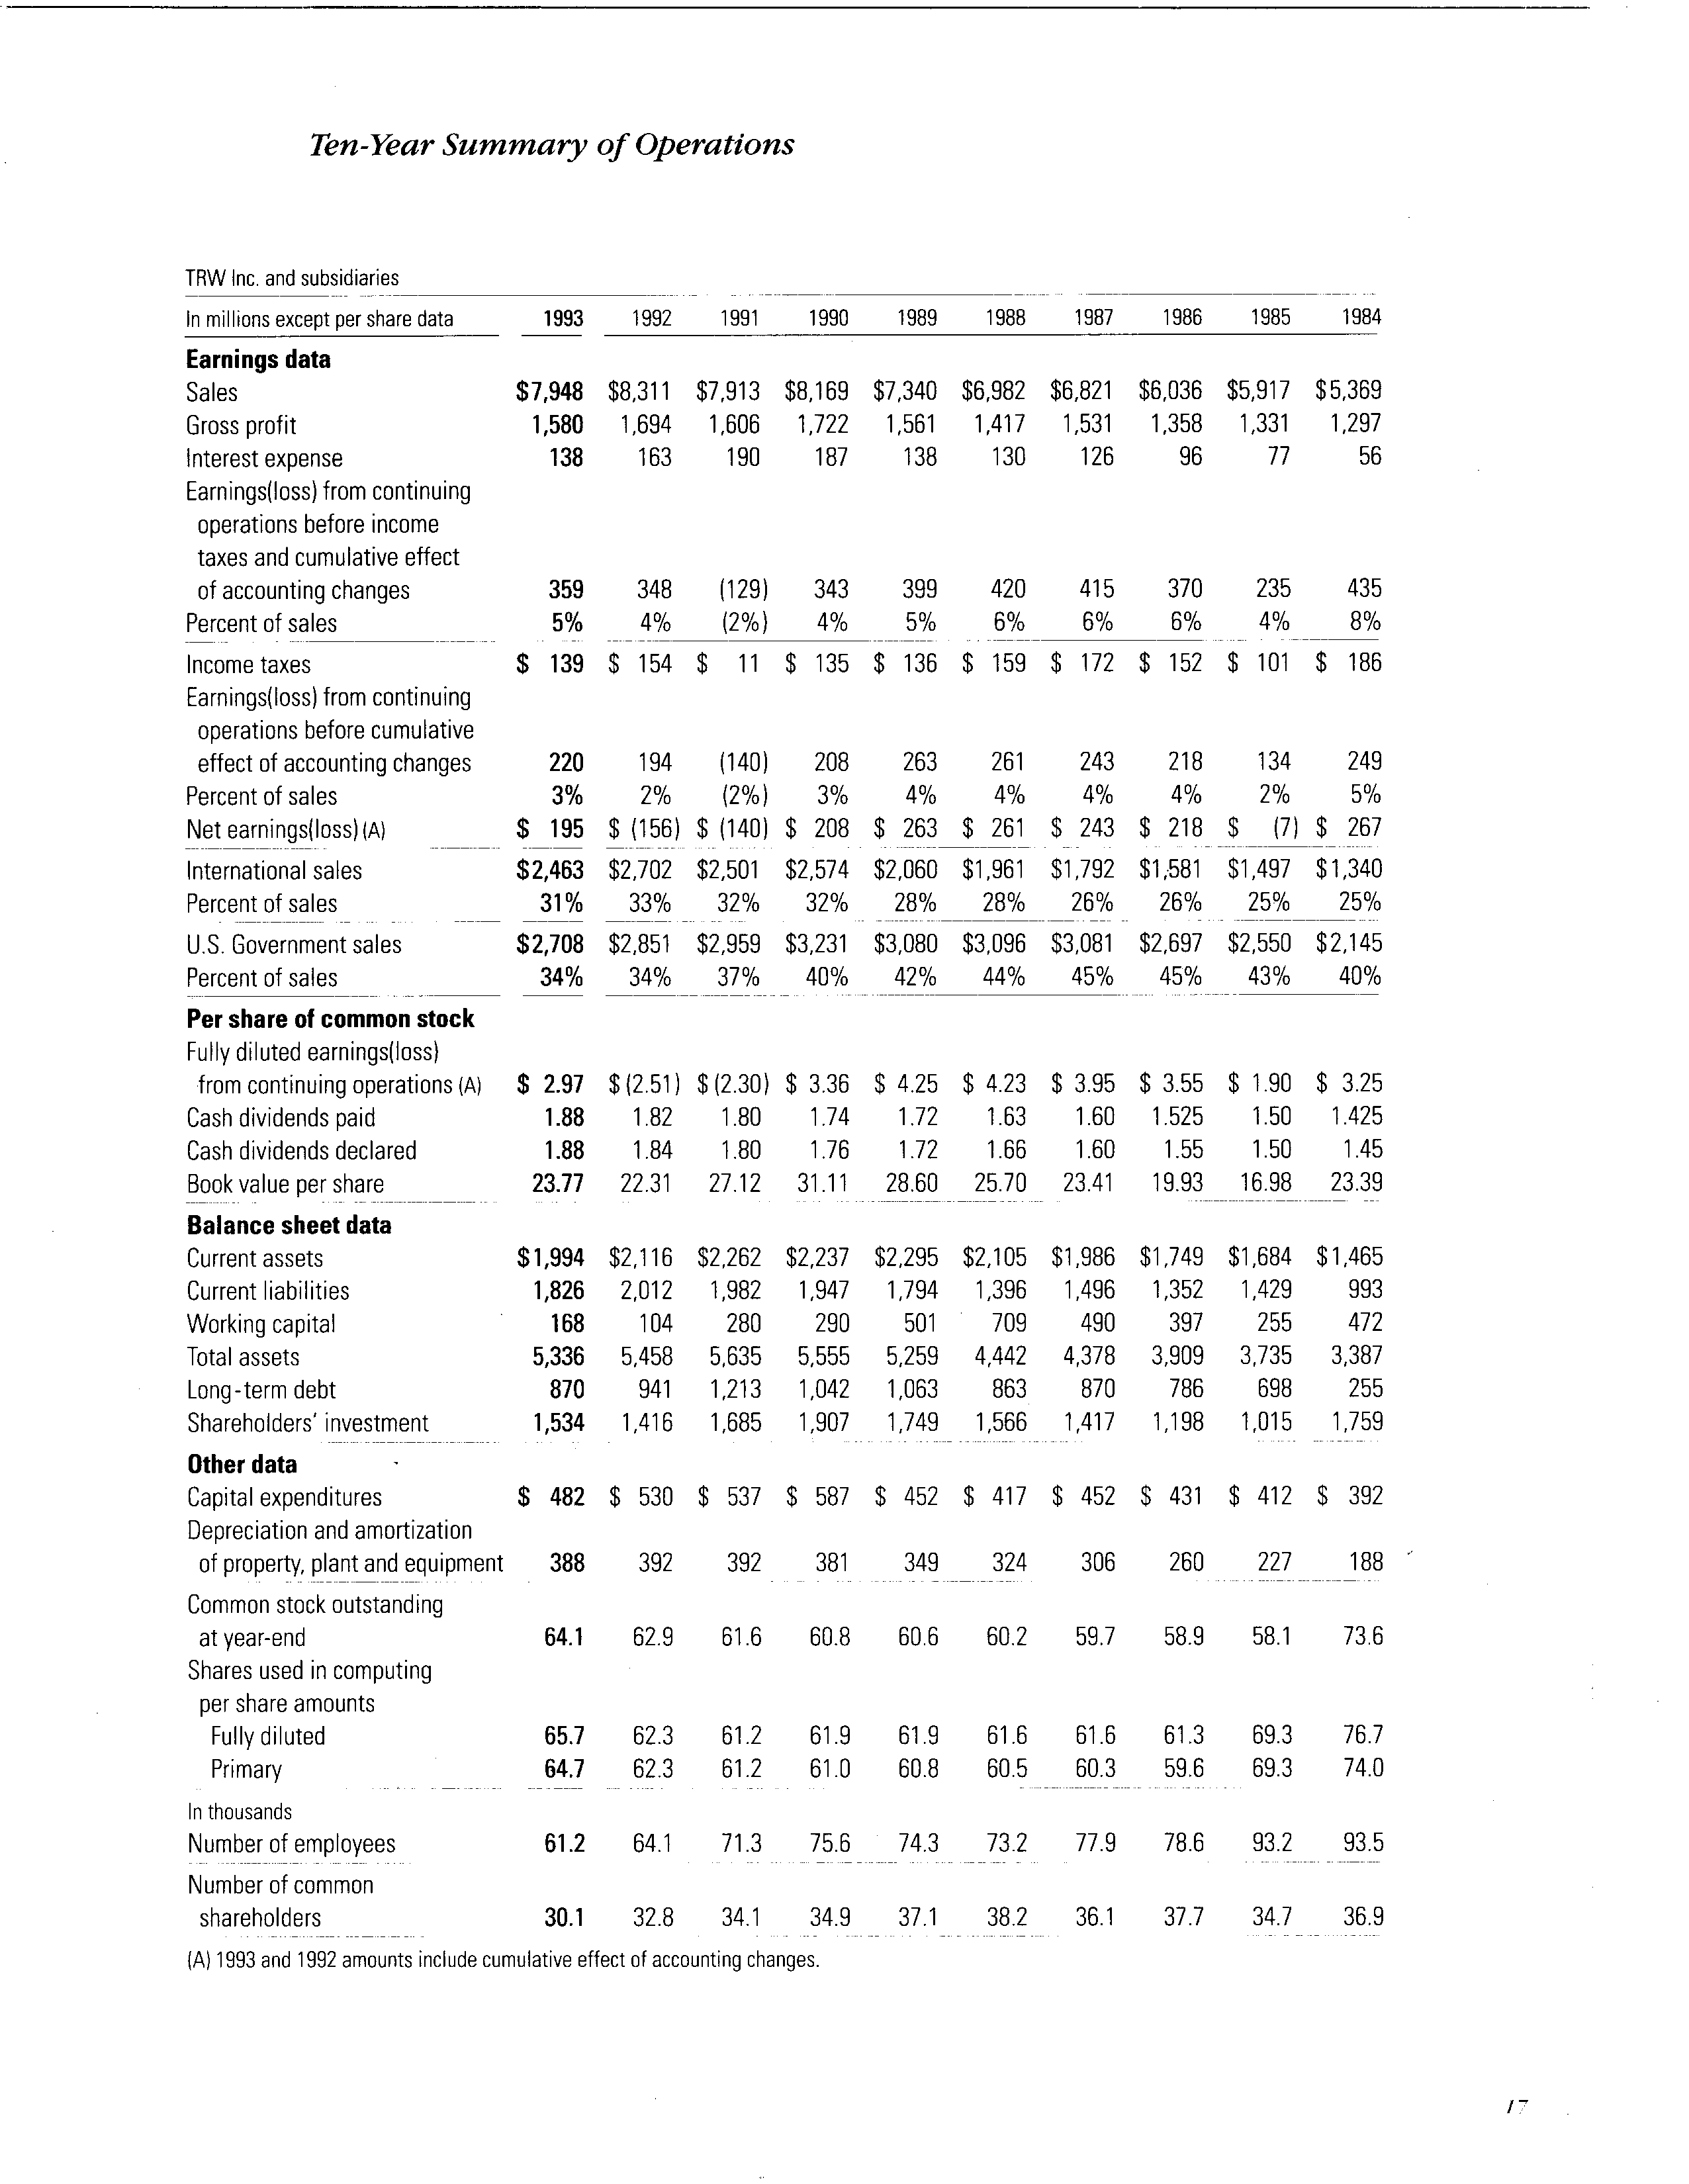 Ten-Year Summary of Operations
TRW Inc. and subsidiaries
In millions except per share data 1993 1992 1991 1990 1989 1988 1987 1986 1985 1984
Earnings data
Sales $7,948 $8,311 $7,913 $8,169 $7,340 $6,982 $6,821 $6,036 $5,917 $5,369
Gross profit 1,580 1,694 1,606 1,722 1,561 1,417 1,531 1,358 1,331 1,297
Interest expense 138 163 190 187 138 130 126 96 77 56
Earnings(loss) from continuing
operations before income
taxes and cumulative effect
of accounting changes 359 348 (129) 343 399 420 415 370 235 435
Percent of sales 5% 4% (2%) 4% 5% 6% 6% 6% 4% 8%
Income taxes $ 139 $ 154 $ 11 $ 135 $ 136 $ 159 $ 172 $ 152 $ 101 $ 186
Earnings(loss) from continuing
operations before cumulative
effect of accounting changes 220 194 (140) 208 263 261 243 218 134 249
Percent of sales 3% 2% (2%) 3% 4% 4% 4% 4% 2% 5%
Net earnings(loss) (A) $ 195 $ (156) $ (140) $ 208 $ 263 $ 261 $ 243 $ 218 $ (7) $ 267
International sales $2,463 $2,702 $2,501 $2,574 $2,060 $1,961 $1,792 $1,581 $1,497 $1,340
Percent of sales 31% 33% 32% 32% 28% 28% 26% 26% 25% 25%
U.S. Government sales $2,708 $2,851 $2,959 $3,231 $3,080 $3,096 $3,081 $2,697 $2,550 $2,145
Percent of sales 34% 34% 37% 40% 42% 44% 45% 45% 43% 40%
Per share of common stock
Fully diluted earnings(loss)
from continuing operations (A) $ 2.97 $ (2.51) $ (2.30) $ 3.36 $ 4.25 $ 4.23 $ 3.95 $ 3.55 $ 1.90 $ 3.25
Cash dividends paid 1.88 1.82 1.80 1.74 1.72 1.63 1.60 1.525 1.50 1.425
Cash dividends declared 1.88 1.84 1.80 1.76 1.72 1.66 1.60 1.55 1.50 1.45
Book value per share 23.77 22.31 27.12 31.11 28.60 25.70 23.41 19.93 16.98 23.39
Balance sheet data
Current assets $1,994 $2,116 $2,262 $2,237 $2,295 $2,105 $1,986 $1,749 $1,684 $1,465
Current liabilities 1,826 2,012 1,982 1,947 1,794 1,396 1,496 1,352 1,429 993
Working capital 168 104 280 290 501 709 490 397 255 472
Total assets 5,336 5,458 5,635 5,555 5,259 4,442 4,378 3,909 3,735 3,387
Long-term debt 870 941 1,213 1,042 1,063 863 870 786 698 255
Shareholders' investment 1,534 1,416 1,685 1,907 1,749 1,566 1,417 1,198 1,015 1,759
Other data
Capital expenditures $ 482 $ 530 $ 537 $ 587 $ 452 $ 417 $ 452 $ 431 $ 412 $ 392
Depreciation and amortization
of property, plant and equipment 388 392 392 381 349 324 306 260 227 188
Common stock outstanding
at year-end 64.1 62.9 61.6 60.8 60.6 60.2 59.7 58.9 58.1 73.6
Shares used in computing
per share amounts
Fully diluted 65.7 62.3 61.2 61.9 61.9 61.6 61.6 61.3 69.3 76.7
Primary 64.7 62.3 61.2 61.0 60.8 60.5 60.3 59.6 69.3 74.0
In thousands
Number of employees 61.2 64.1 71.3 75.6 74.3 73.2 77.9 78.6 93.2 93.5
Number of common
shareholders 30.1 32.8 34.1 34.9 37.1 38.2 36.1 37.7 34.7 36.9
(A) 1993 and 1992 amounts include cumulative effect of accounting changes.
17